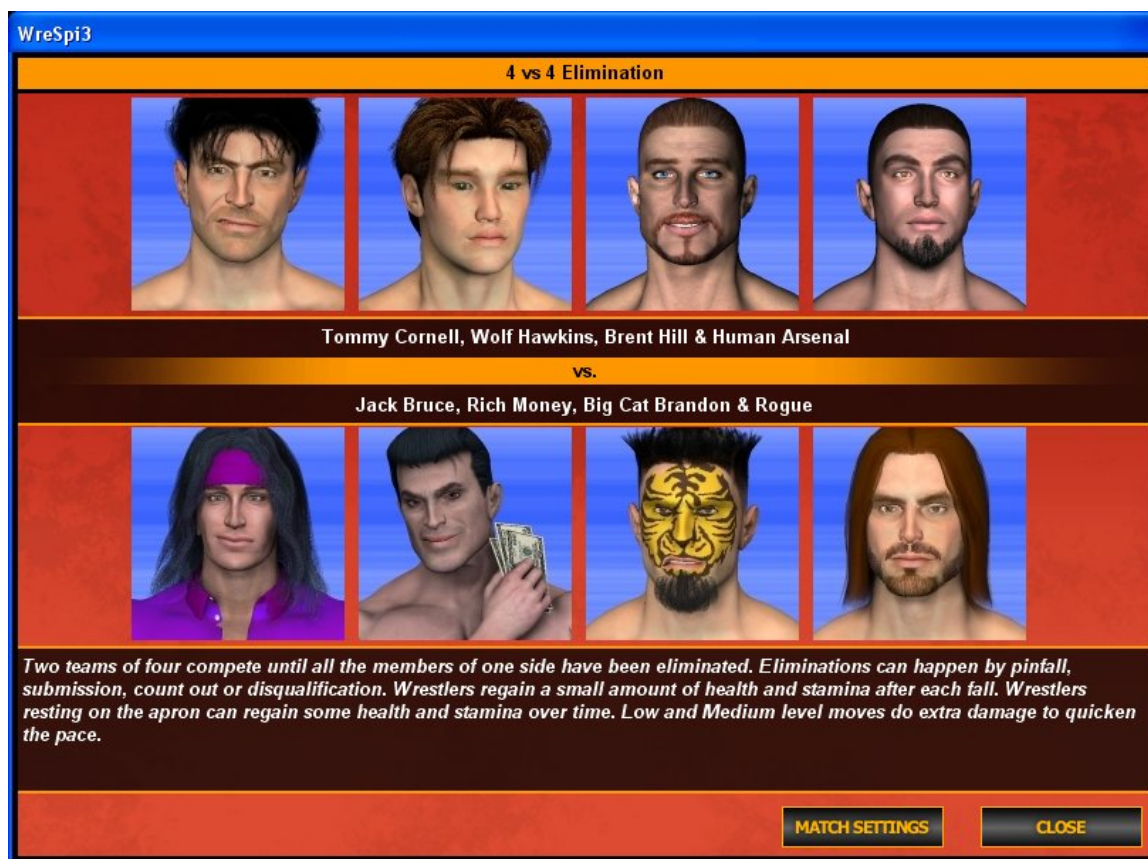 WreSpi3
4 vs 4 Elimination
Tommy Cornell, Wolf Hawkins, Brent Hill & Human Arsenal
vs.
Jack Bruce, Rich Money, Big Cat Brandon & Rogue
Two teams of four compete until all the members of one side have been eliminated. Eliminations can happen by pinfall,
submission, count out or disqualification. Wrestlers regain a small amount of health and stamina after each fall. Wrestlers
resting on the apron can regain some health and stamina over time. Low and Medium level moves do extra damage to quicken
the pace.
MATCH SETTINGS
CLOSE